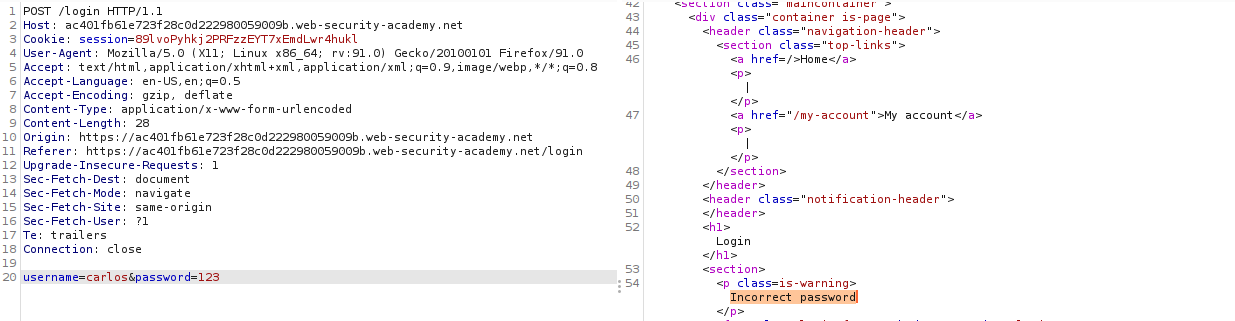 1 POST /login HTTP/1.1
2 Host: ac401fb61e723f28c0d222980059009b.web-security-academy.net
3 Cookie: session=89lvoPyhkj2PRFzzEYT7xEmdLwr4hukl
4 User-Agent: Mozilla/5.0 (X11; Linux x86_64; rv:91.0) Gecko/20100101 Firefox/91.0
5 Accept: text/html,application/xhtml+xml,application/xml;q=0.9,image/webp,*/*;q=0.8
6 Accept-Language: en-US,en;q=0.5
7 Accept-Encoding: gzip, deflate
8 Content-Type: application/x-www-form-urlencoded
9 Content-Length: 28
10 Origin: https://ac401fb61e723f28c0d222980059009b.web-security-academy.net
11 Referer: https://ac401fb61e723f28c0d222980059009b.web-security-academy.net/login
12 Upgrade-Insecure-Requests: 1
13 Sec-Fetch-Dest: document
14 Sec-Fetch-Mode: navigate
15 Sec-Fetch-Site: same-origin
16 Sec-Fetch-User: ?1
17 Te: trailers
18 Connection: close
19
20 username=carlos&password=123
42 <section class="maincontainer">
43 <div class="container is-page">
44 <header class="navigation-header">
45 <section class="top-links">
46 <a href=/>Home</a>
<p>
|
</p>
47 <a href="/my-account">My account</a>
<p>
|
</p>
48 </section>
49 </header>
50 <header class="notification-header">
51 </header>
52 <h1>
Login
</h1>
53 <section>
54 <p class=is-warning>
Incorrect password
</p>